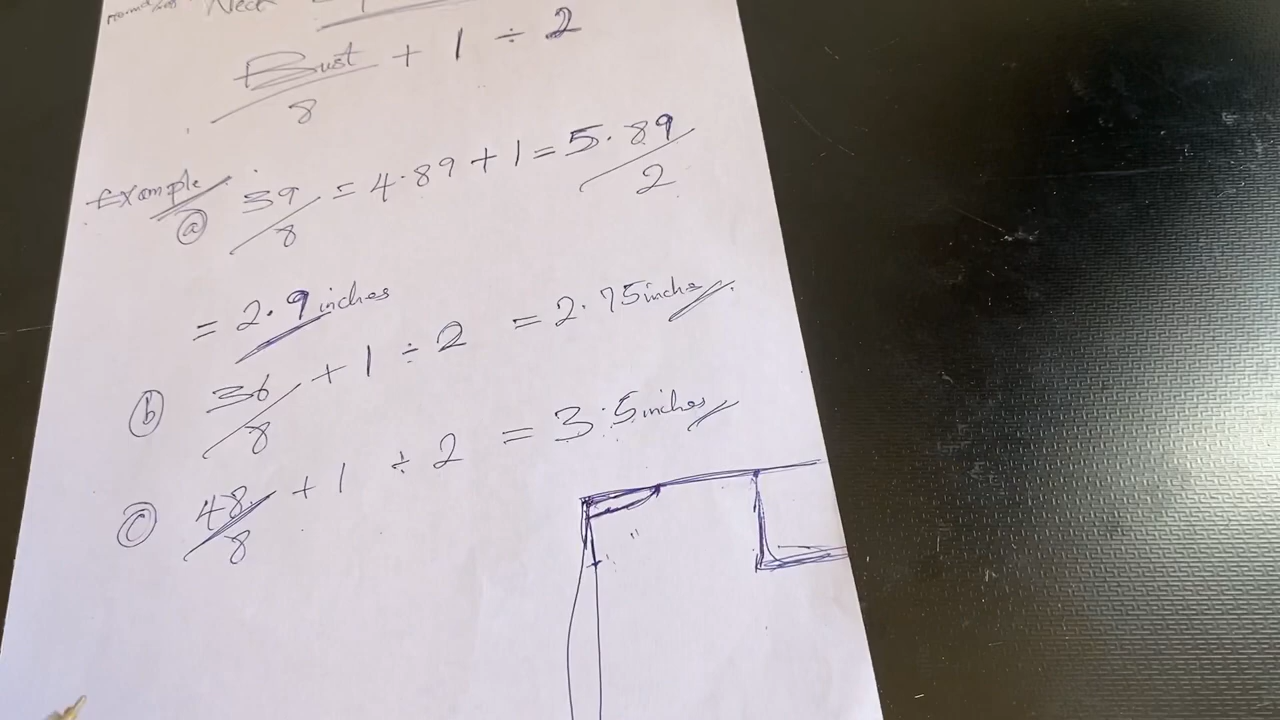 Neck
Bust/8 + 1 ÷ 2
Example
ⓐ 39/8 = 4.89 + 1 = 5.89/2
= 2.9 inches
ⓑ 36/8 + 1 ÷ 2 = 2.75 inches
ⓒ 48/8 + 1 ÷ 2 = 3.5 inches